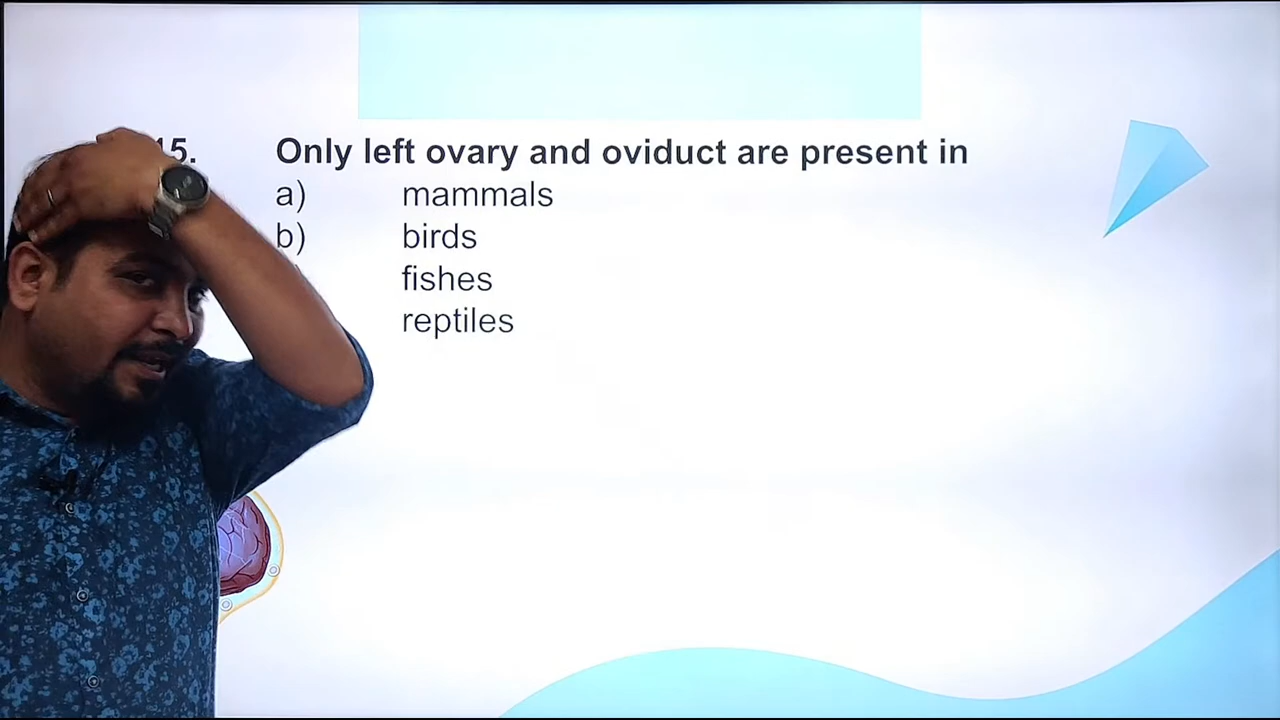 15. Only left ovary and oviduct are present in
a) mammals
b) birds
fishes
reptiles